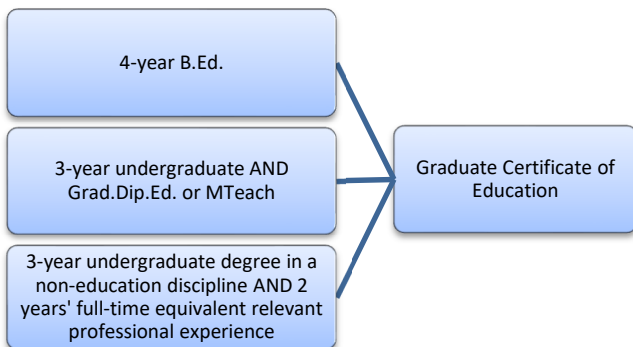 4-year B.Ed.
3-year undergraduate AND
Grad.Dip.Ed. or MTeach
3-year undergraduate degree in a
non-education discipline AND 2
years' full-time equivalent relevant
professional experience
Graduate Certificate of
Education